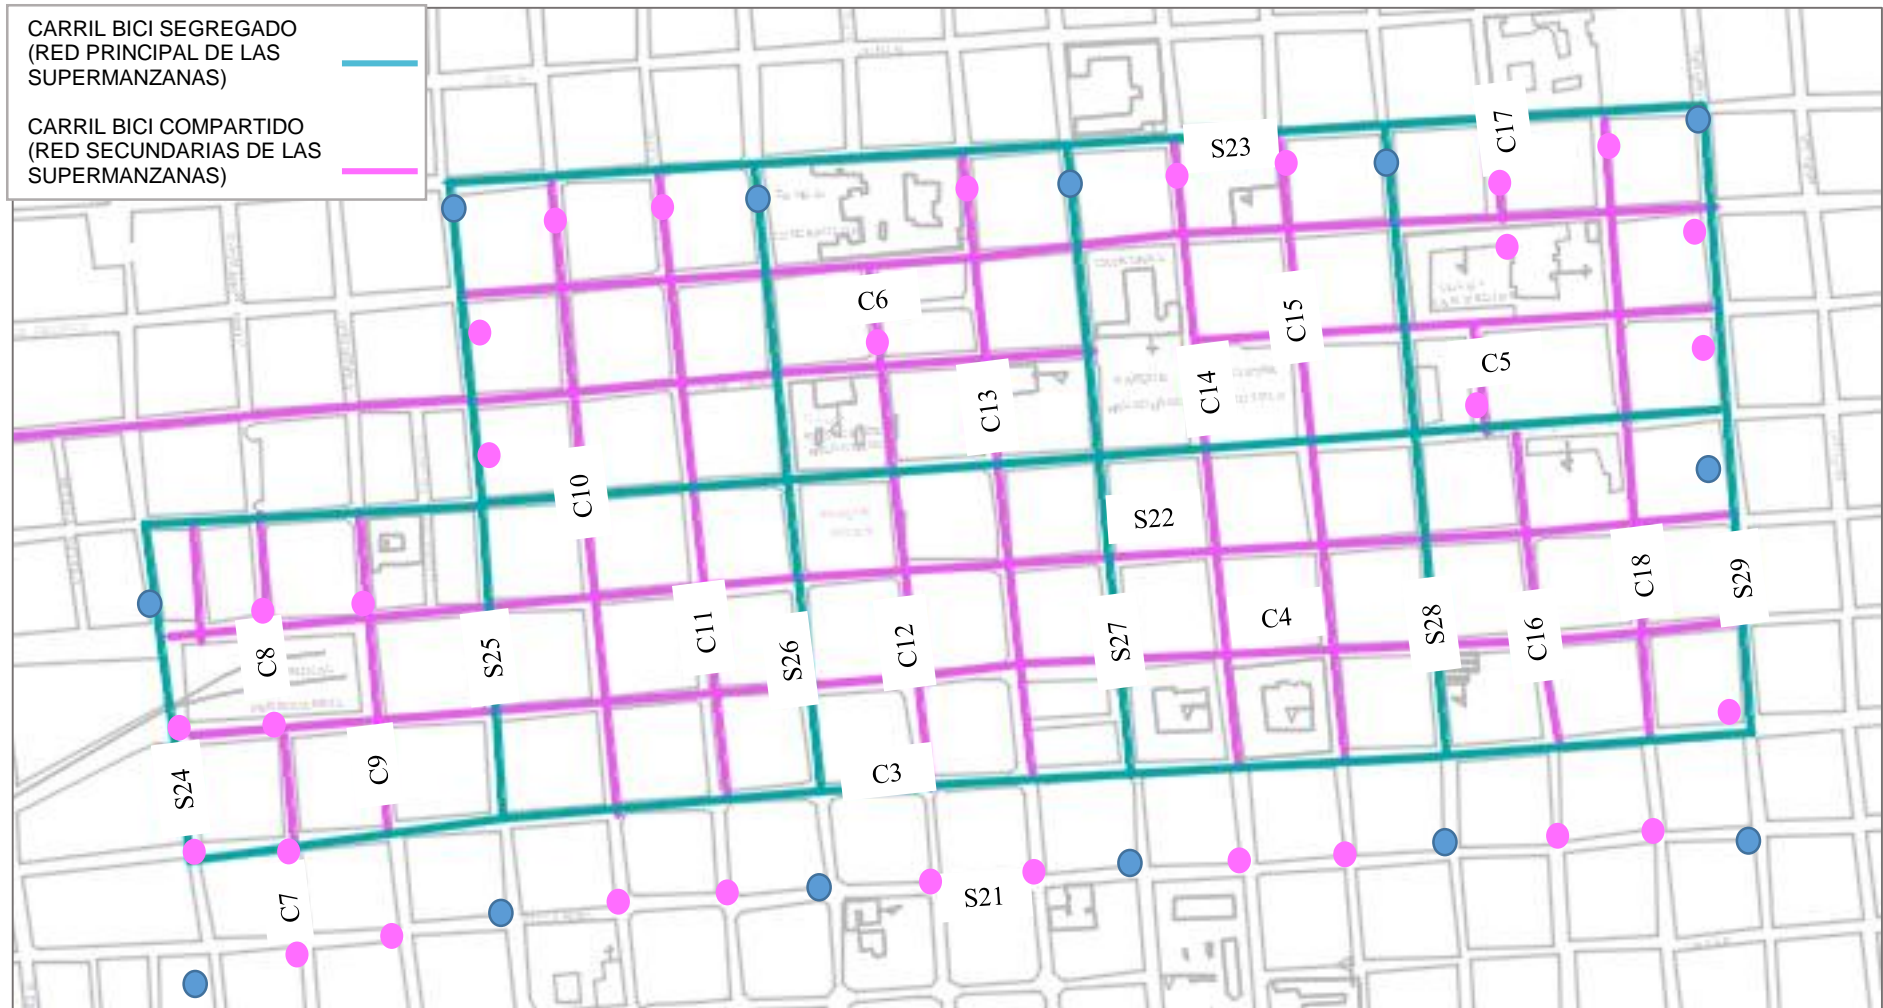 CARRIL BICI SEGREGADO
(RED PRINCIPAL DE LAS
SUPERMANZANAS)
CARRIL BICI COMPARTIDO
(RED SECUNDARIAS DE LAS
SUPERMANZANAS)
C17
S23
C6
C15
C5
C14
C13
C10
S22
C18
S29
C4
C11
S28
C16
S27
C12
S26
S25
C8
C9
S24
C3
C7
S21